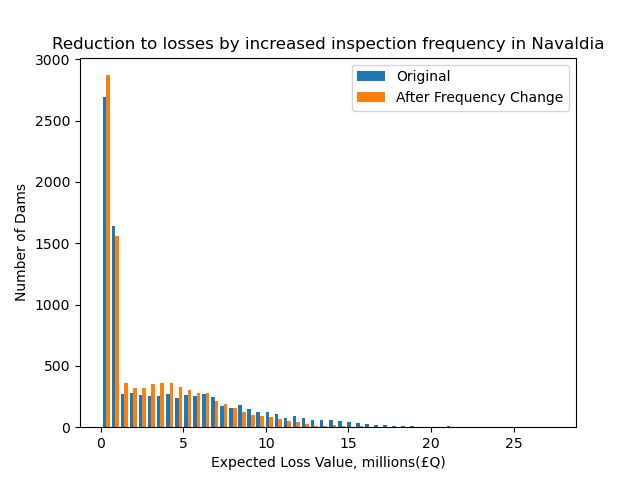 Reduction to losses by increased inspection frequency in Navaldia
Original
After Frequency Change
3000
2500
2000
1500
1000
500
0
Number of Dams
0 5 10 15 20 25
Expected Loss Value, millions(£Q)